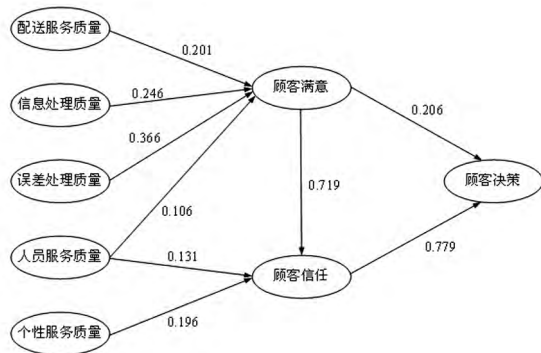 配送服务质量
0.201
信息处理质量
0.246
顾客满意
0.206
0.366
误差处理质量
顾客决策
0.719
0.106
人员服务质量
0.131
0.779
顾客信任
0.196
个性服务质量